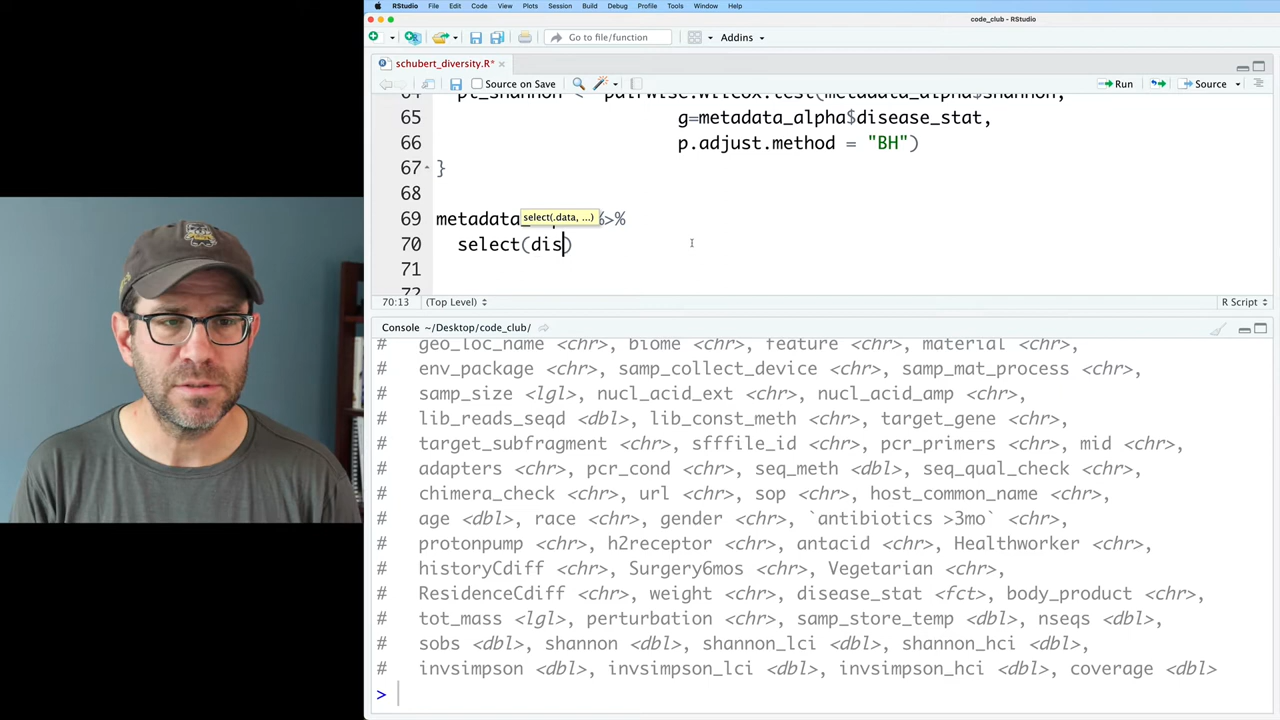 RStudio File Edit Code View Plots Session Build Debug Profile Tools Window Help
code_club - RStudio
Go to file/function Addins
schubert_diversity.R*
Source on Save Run Source
65 g=metadata_alpha$disease_stat,
66 p.adjust.method = "BH")
67 }
68
69 metadata %>%
select(.data, ...)
70 select(dis)
71
70:13 (Top Level) R Script
Console ~/Desktop/code_club/
# geo_loc_name <chr>, biome <chr>, feature <chr>, material <chr>,
# env_package <chr>, samp_collect_device <chr>, samp_mat_process <chr>,
# samp_size <lgl>, nucl_acid_ext <chr>, nucl_acid_amp <chr>,
# lib_reads_seqd <dbl>, lib_const_meth <chr>, target_gene <chr>,
# target_subfragment <chr>, sfffile_id <chr>, pcr_primers <chr>, mid <chr>,
# adapters <chr>, pcr_cond <chr>, seq_meth <dbl>, seq_qual_check <chr>,
# chimera_check <chr>, url <chr>, sop <chr>, host_common_name <chr>,
# age <dbl>, race <chr>, gender <chr>, `antibiotics >3mo` <chr>,
# protonpump <chr>, h2receptor <chr>, antacid <chr>, Healthworker <chr>,
# historyCdiff <chr>, Surgery6mos <chr>, Vegetarian <chr>,
# ResidenceCdiff <chr>, weight <chr>, disease_stat <fct>, body_product <chr>,
# tot_mass <lgl>, perturbation <chr>, samp_store_temp <dbl>, nseqs <dbl>,
# sobs <dbl>, shannon <dbl>, shannon_lci <dbl>, shannon_hci <dbl>,
# invsimpson <dbl>, invsimpson_lci <dbl>, invsimpson_hci <dbl>, coverage <dbl>
>